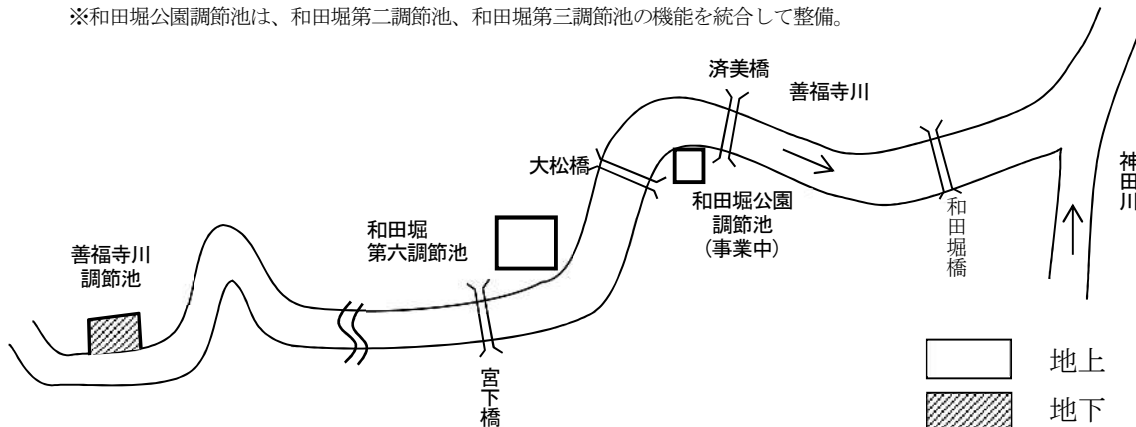 ※和田堀公園調節池は、和田堀第二調節池、和田堀第三調節池の機能を統合して整備。
済美橋
善福寺川
大松橋
神田川
和田堀公園
調節池
(事業中)
和田堀橋
和田堀
第六調節池
善福寺川
調節池
宮下橋
地上
地下